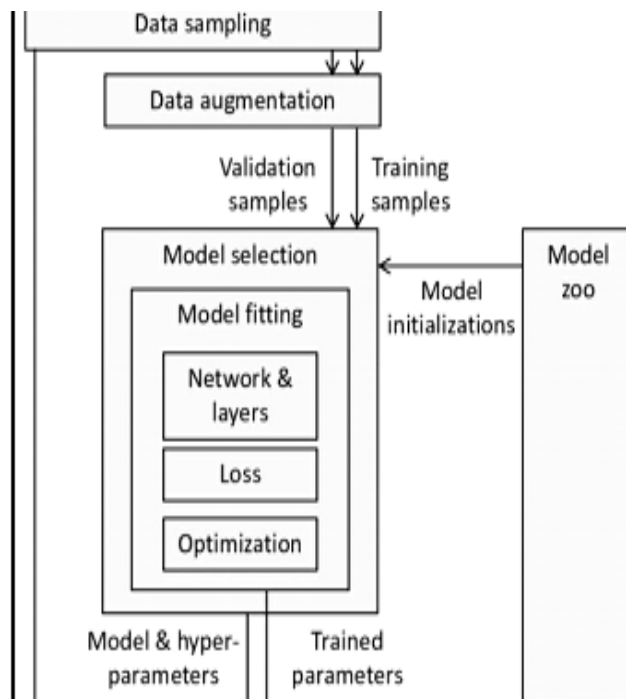 Data sampling
Data augmentation
Validation
samples
Training
samples
Model selection
Model
zoo
Model
initializations
Model fitting
Network &
layers
Loss
Optimization
Model & hyper-
parameters
Trained
parameters